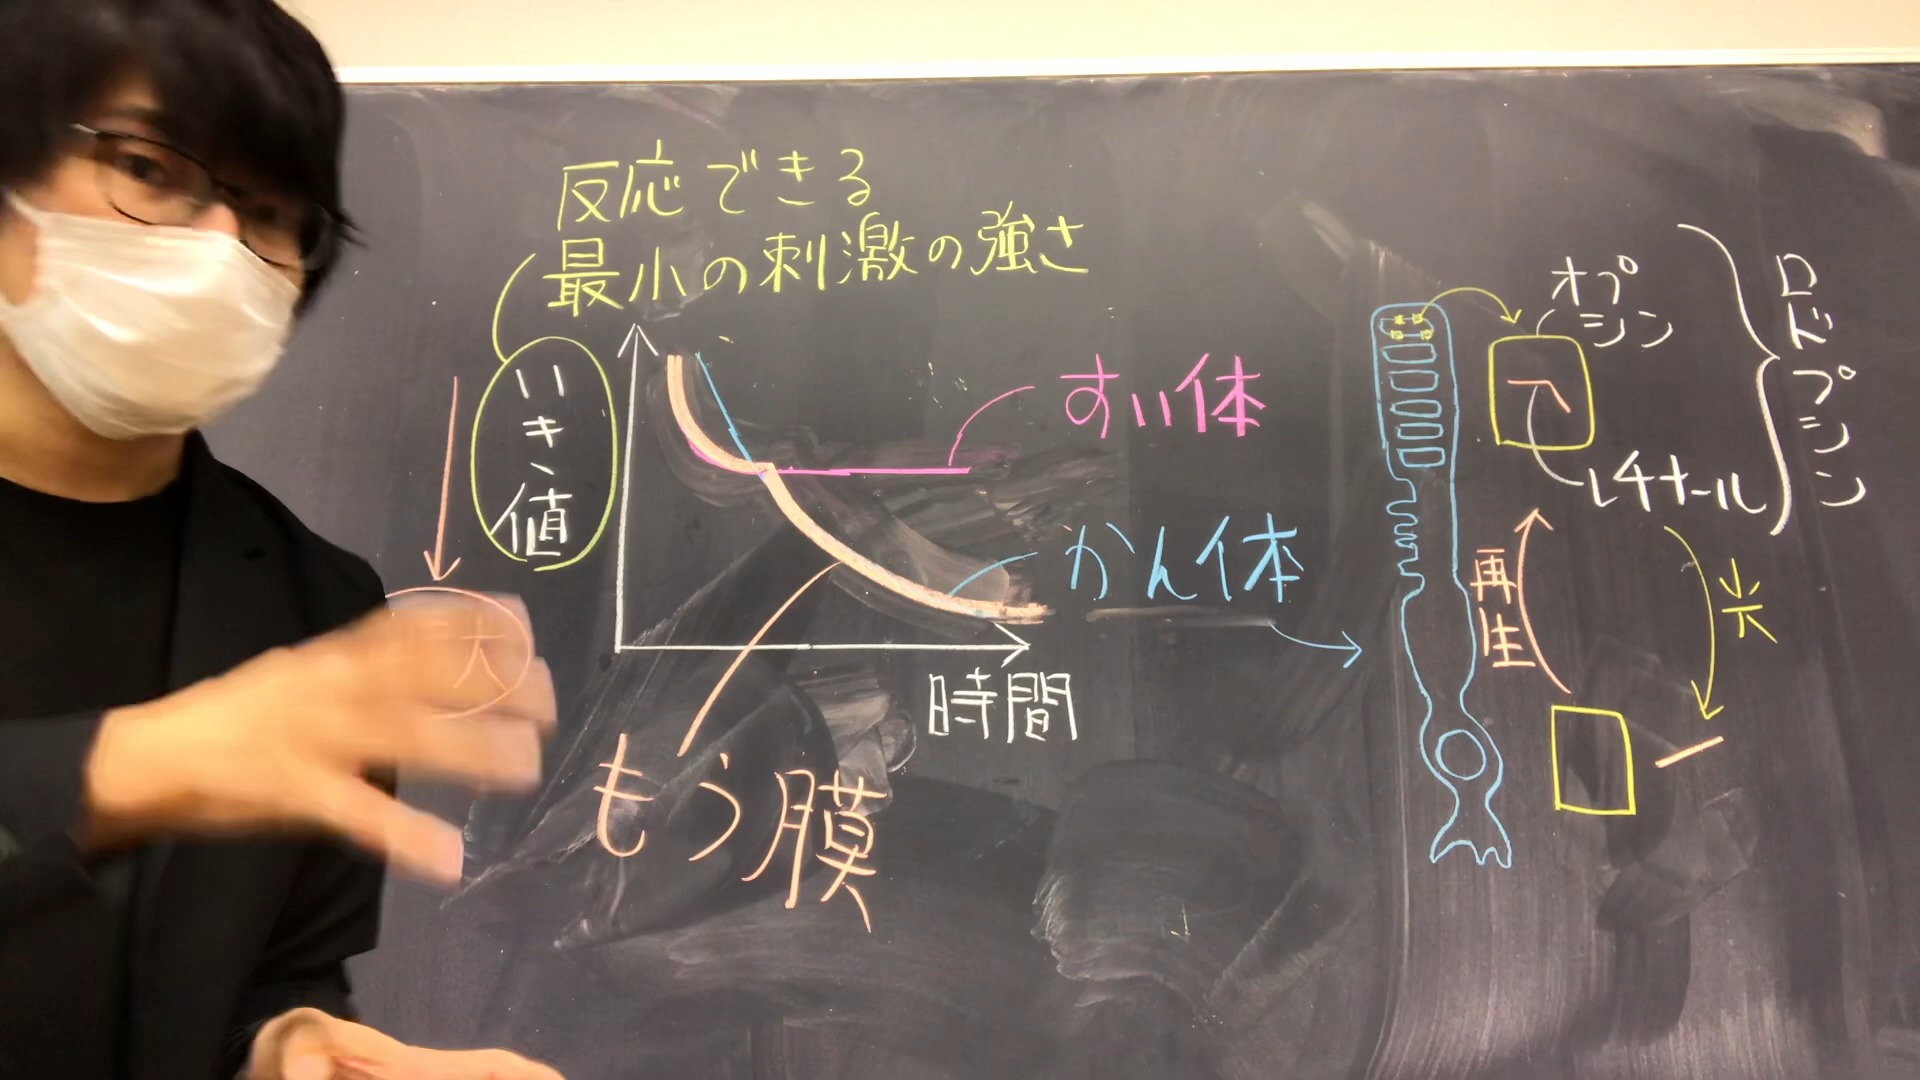 反応できる
最小の刺激の強さ
いき値
大
すい体
かん体
時間
もう膜
オプシン
レチナール
ロドプシン
再生
光